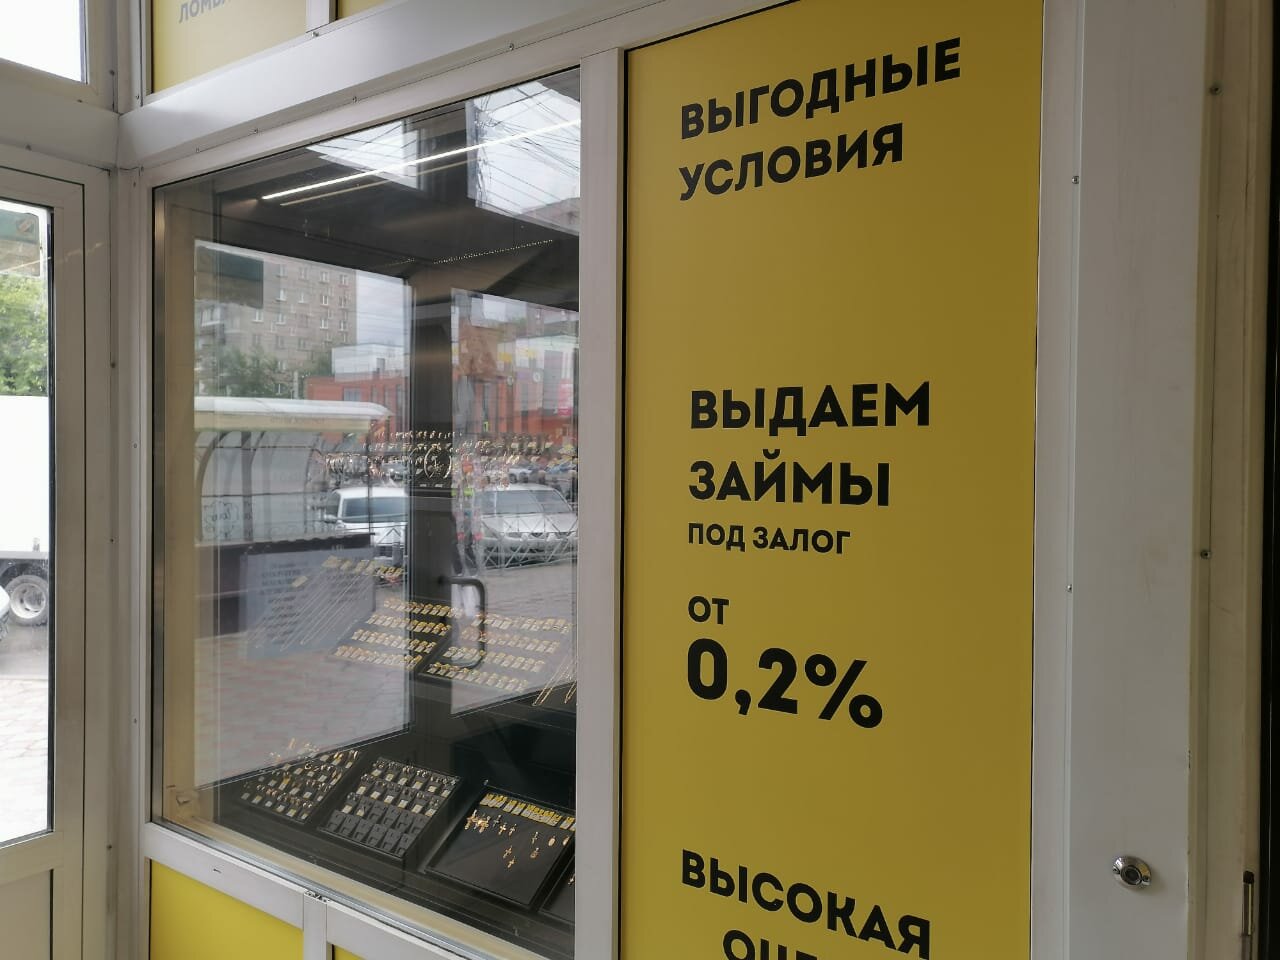 ВЫГОДНЫЕ
УСЛОВИЯ
ВЫДАЕМ
ЗАЙМЫ
ПОД ЗАЛОГ
ОТ
0,2%
ВЫСОКАЯ